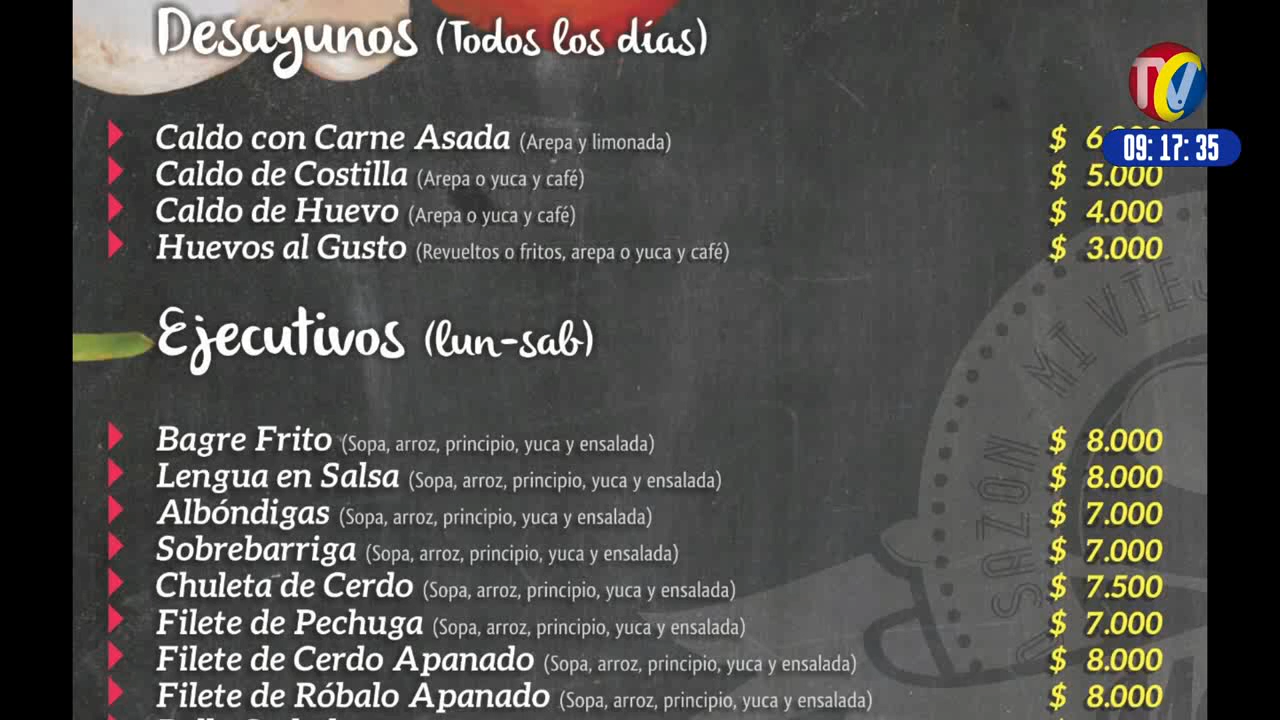 Desayunos (Todos los días)
TVC
Caldo con Carne Asada (Arepa y limonada) $ 6.000
09: 17: 35
Caldo de Costilla (Arepa o yuca y café) $ 5.000
Caldo de Huevo (Arepa o yuca y café) $ 4.000
Huevos al Gusto (Revueltos o fritos, arepa o yuca y café) $ 3.000
Ejecutivos (lun-sab)
SAZÓN - MI VIEJ
Bagre Frito (Sopa, arroz, principio, yuca y ensalada) $ 8.000
Lengua en Salsa (Sopa, arroz, principio, yuca y ensalada) $ 8.000
Albóndigas (Sopa, arroz, principio, yuca y ensalada) $ 7.000
Sobrebarriga (Sopa, arroz, principio, yuca y ensalada) $ 7.000
Chuleta de Cerdo (Sopa, arroz, principio, yuca y ensalada) $ 7.500
Filete de Pechuga (Sopa, arroz, principio, yuca y ensalada) $ 7.000
Filete de Cerdo Apanado (Sopa, arroz, principio, yuca y ensalada) $ 8.000
Filete de Róbalo Apanado (Sopa, arroz, principio, yuca y ensalada) $ 8.000